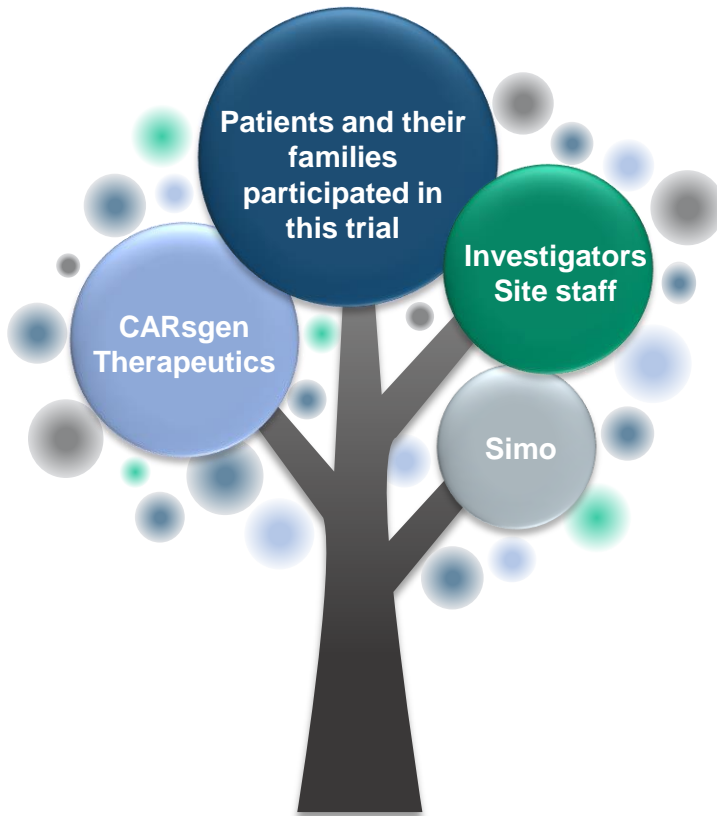 Patients and their
families
participated in
this trial
Investigators
Site staff
CARsgen
Therapeutics
Simo